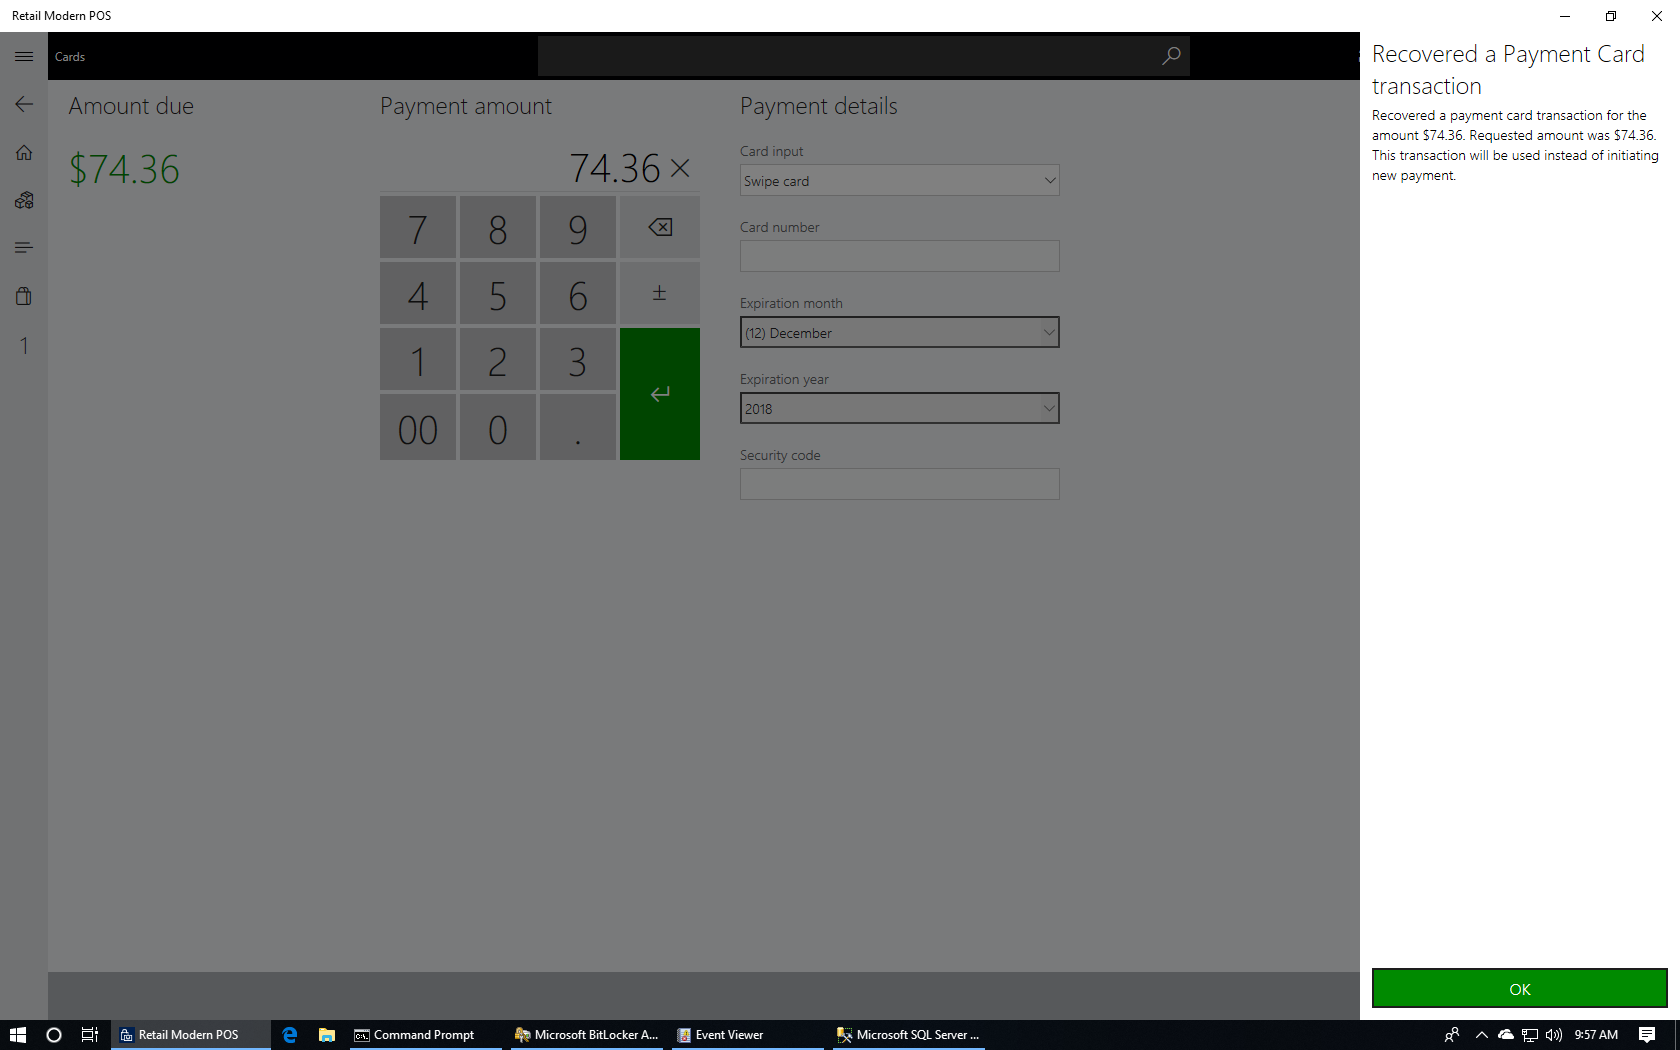 Retail Modern POS
Cards
Amount due
$74.36
Payment amount
74.36
7 8 9
4 5 6 ±
1 2 3
00 0 .
1
Payment details
Card input
Swipe card
Card number
Expiration month
(12) December
Expiration year
2018
Security code
Recovered a Payment Card
transaction
Recovered a payment card transaction for the
amount $74.36. Requested amount was $74.36.
This transaction will be used instead of initiating
new payment.
OK
Retail Modern POS
Command Prompt
Microsoft BitLocker A...
Event Viewer
Microsoft SQL Server ...
9:57 AM